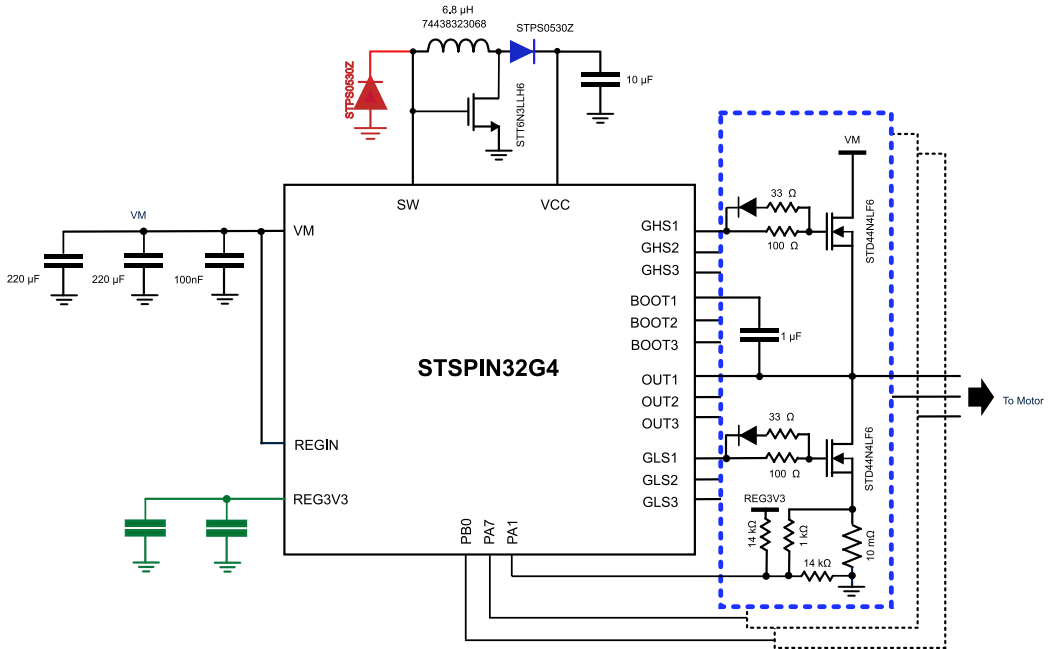 6.8 µH
74438323068
STPS0530Z
STPS0530Z
STT6N3LLH6
10 µF
VM
SW
VCC
VM
VM
220 µF
220 µF
100nF
GHS1
GHS2
GHS3
33 Ω
100 Ω
STD44N4LF6
BOOT1
BOOT2
BOOT3
1 µF
STSPIN32G4
OUT1
OUT2
OUT3
To Motor
33 Ω
100 Ω
STD44N4LF6
REGIN
GLS1
GLS2
GLS3
REG3V3
REG3V3
PB0
PA7
PA1
14 kΩ
1 kΩ
10 mΩ
14 kΩ